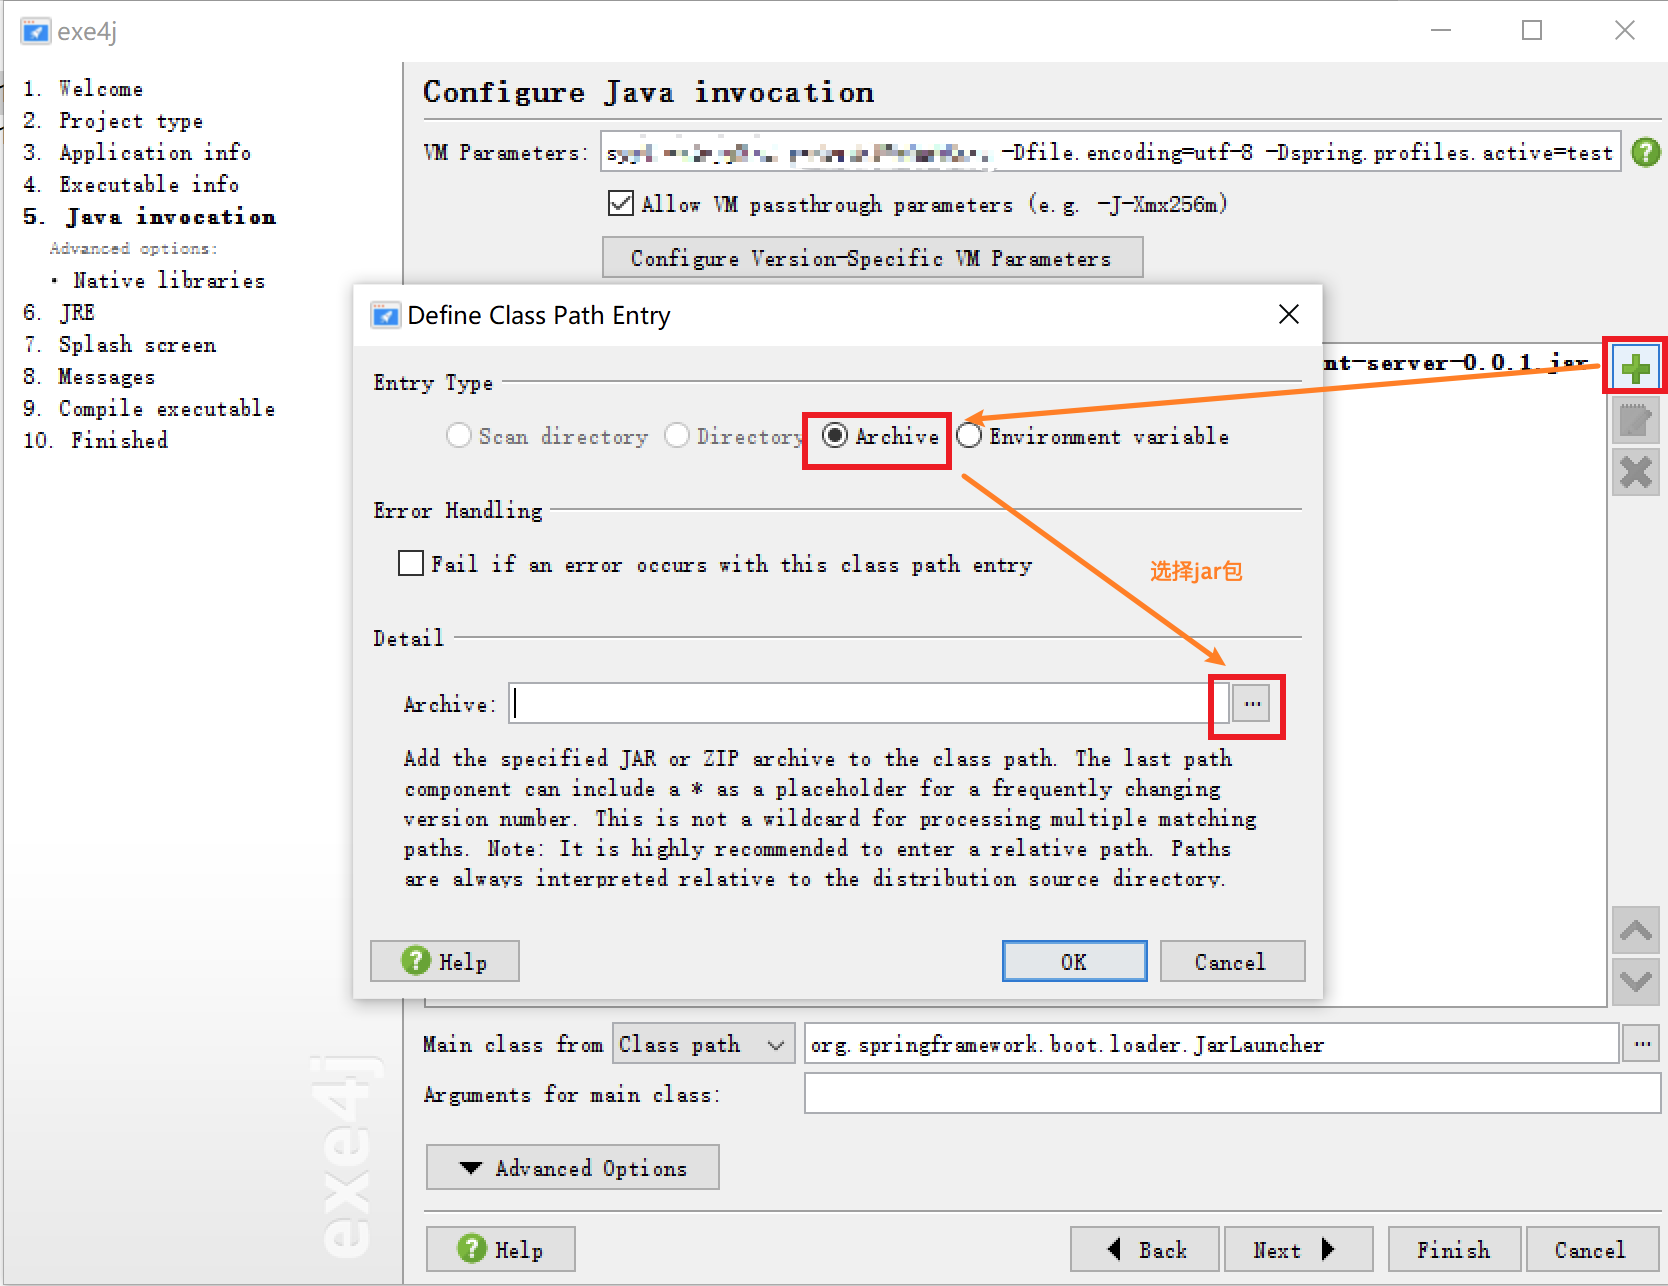 exe4j
1. Welcome
2. Project type
3. Application info
4. Executable info
5. Java invocation
Advanced options:
• Native libraries
6. JRE
7. Splash screen
8. Messages
9. Compile executable
10. Finished
exe4j
Configure Java invocation
VM Parameters: -Dfile.encoding=utf-8 -Dspring.profiles.active=test
Allow VM passthrough parameters (e.g. -J-Xmx256m)
Configure Version-Specific VM Parameters
nt-server-0.0.1.jar
Define Class Path Entry
Entry Type
Scan directory Directory Archive Environment variable
Error Handling
Fail if an error occurs with this class path entry
选择jar包
Detail
Archive: ...
Add the specified JAR or ZIP archive to the class path. The last path
component can include a * as a placeholder for a frequently changing
version number. This is not a wildcard for processing multiple matching
paths. Note: It is highly recommended to enter a relative path. Paths
are always interpreted relative to the distribution source directory.
Help OK Cancel
Main class from Class path org.springframework.boot.loader.JarLauncher ...
Arguments for main class:
Advanced Options
Help Back Next Finish Cancel